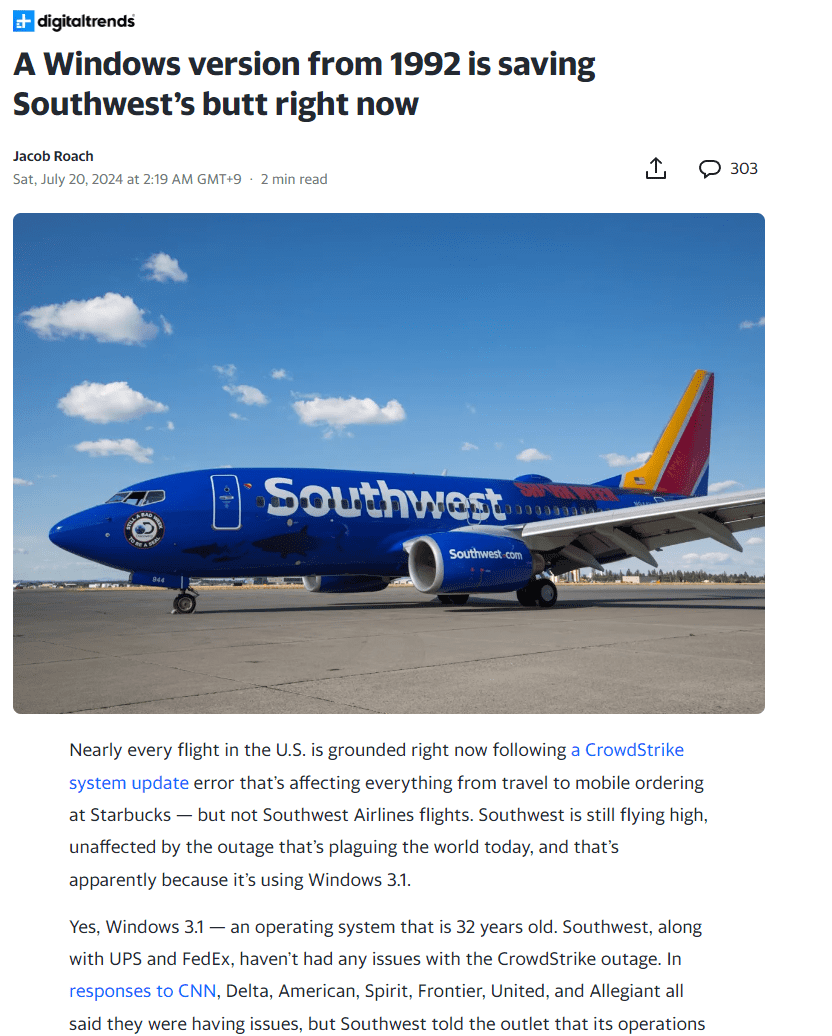 digitaltrends
A Windows version from 1992 is saving
Southwest’s butt right now
Jacob Roach
Sat, July 20, 2024 at 2:19 AM GMT+9 · 2 min read
303
Southwest
Southwest.com
944
Nearly every flight in the U.S. is grounded right now following a CrowdStrike
system update error that’s affecting everything from travel to mobile ordering
at Starbucks — but not Southwest Airlines flights. Southwest is still flying high,
unaffected by the outage that’s plaguing the world today, and that’s
apparently because it’s using Windows 3.1.
Yes, Windows 3.1 — an operating system that is 32 years old. Southwest, along
with UPS and FedEx, haven’t had any issues with the CrowdStrike outage. In
responses to CNN, Delta, American, Spirit, Frontier, United, and Allegiant all
said they were having issues, but Southwest told the outlet that its operations